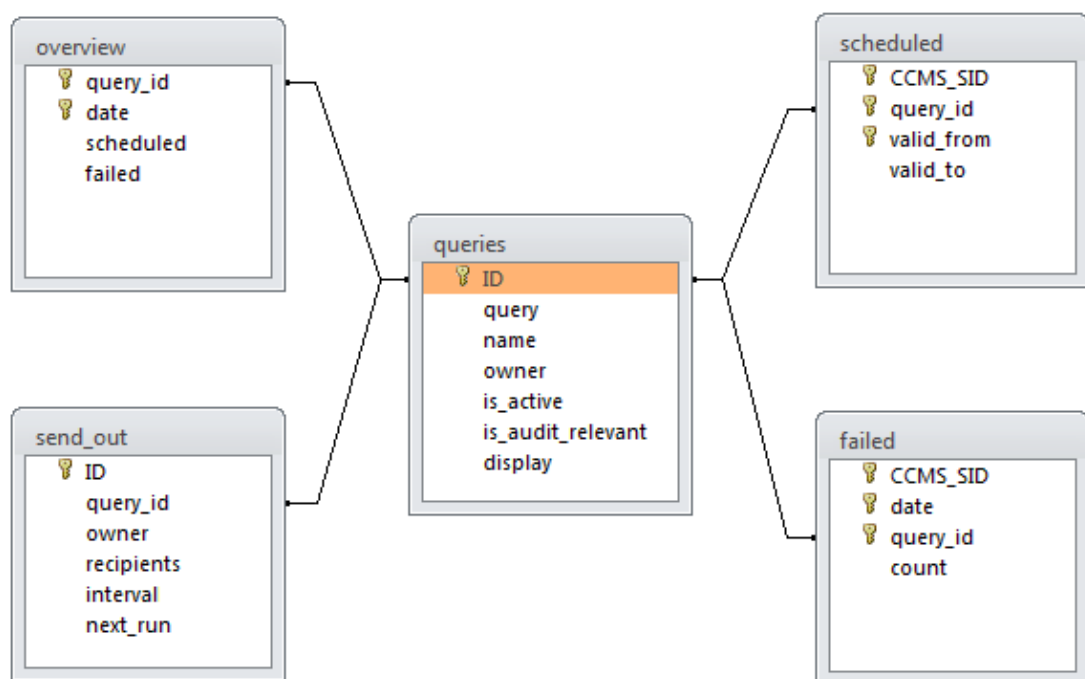 overview
query_id
date
scheduled
failed
send_out
ID
query_id
owner
recipients
interval
next_run
queries
ID
query
name
owner
is_active
is_audit_relevant
display
scheduled
CCMS_SID
query_id
valid_from
valid_to
failed
CCMS_SID
date
query_id
count